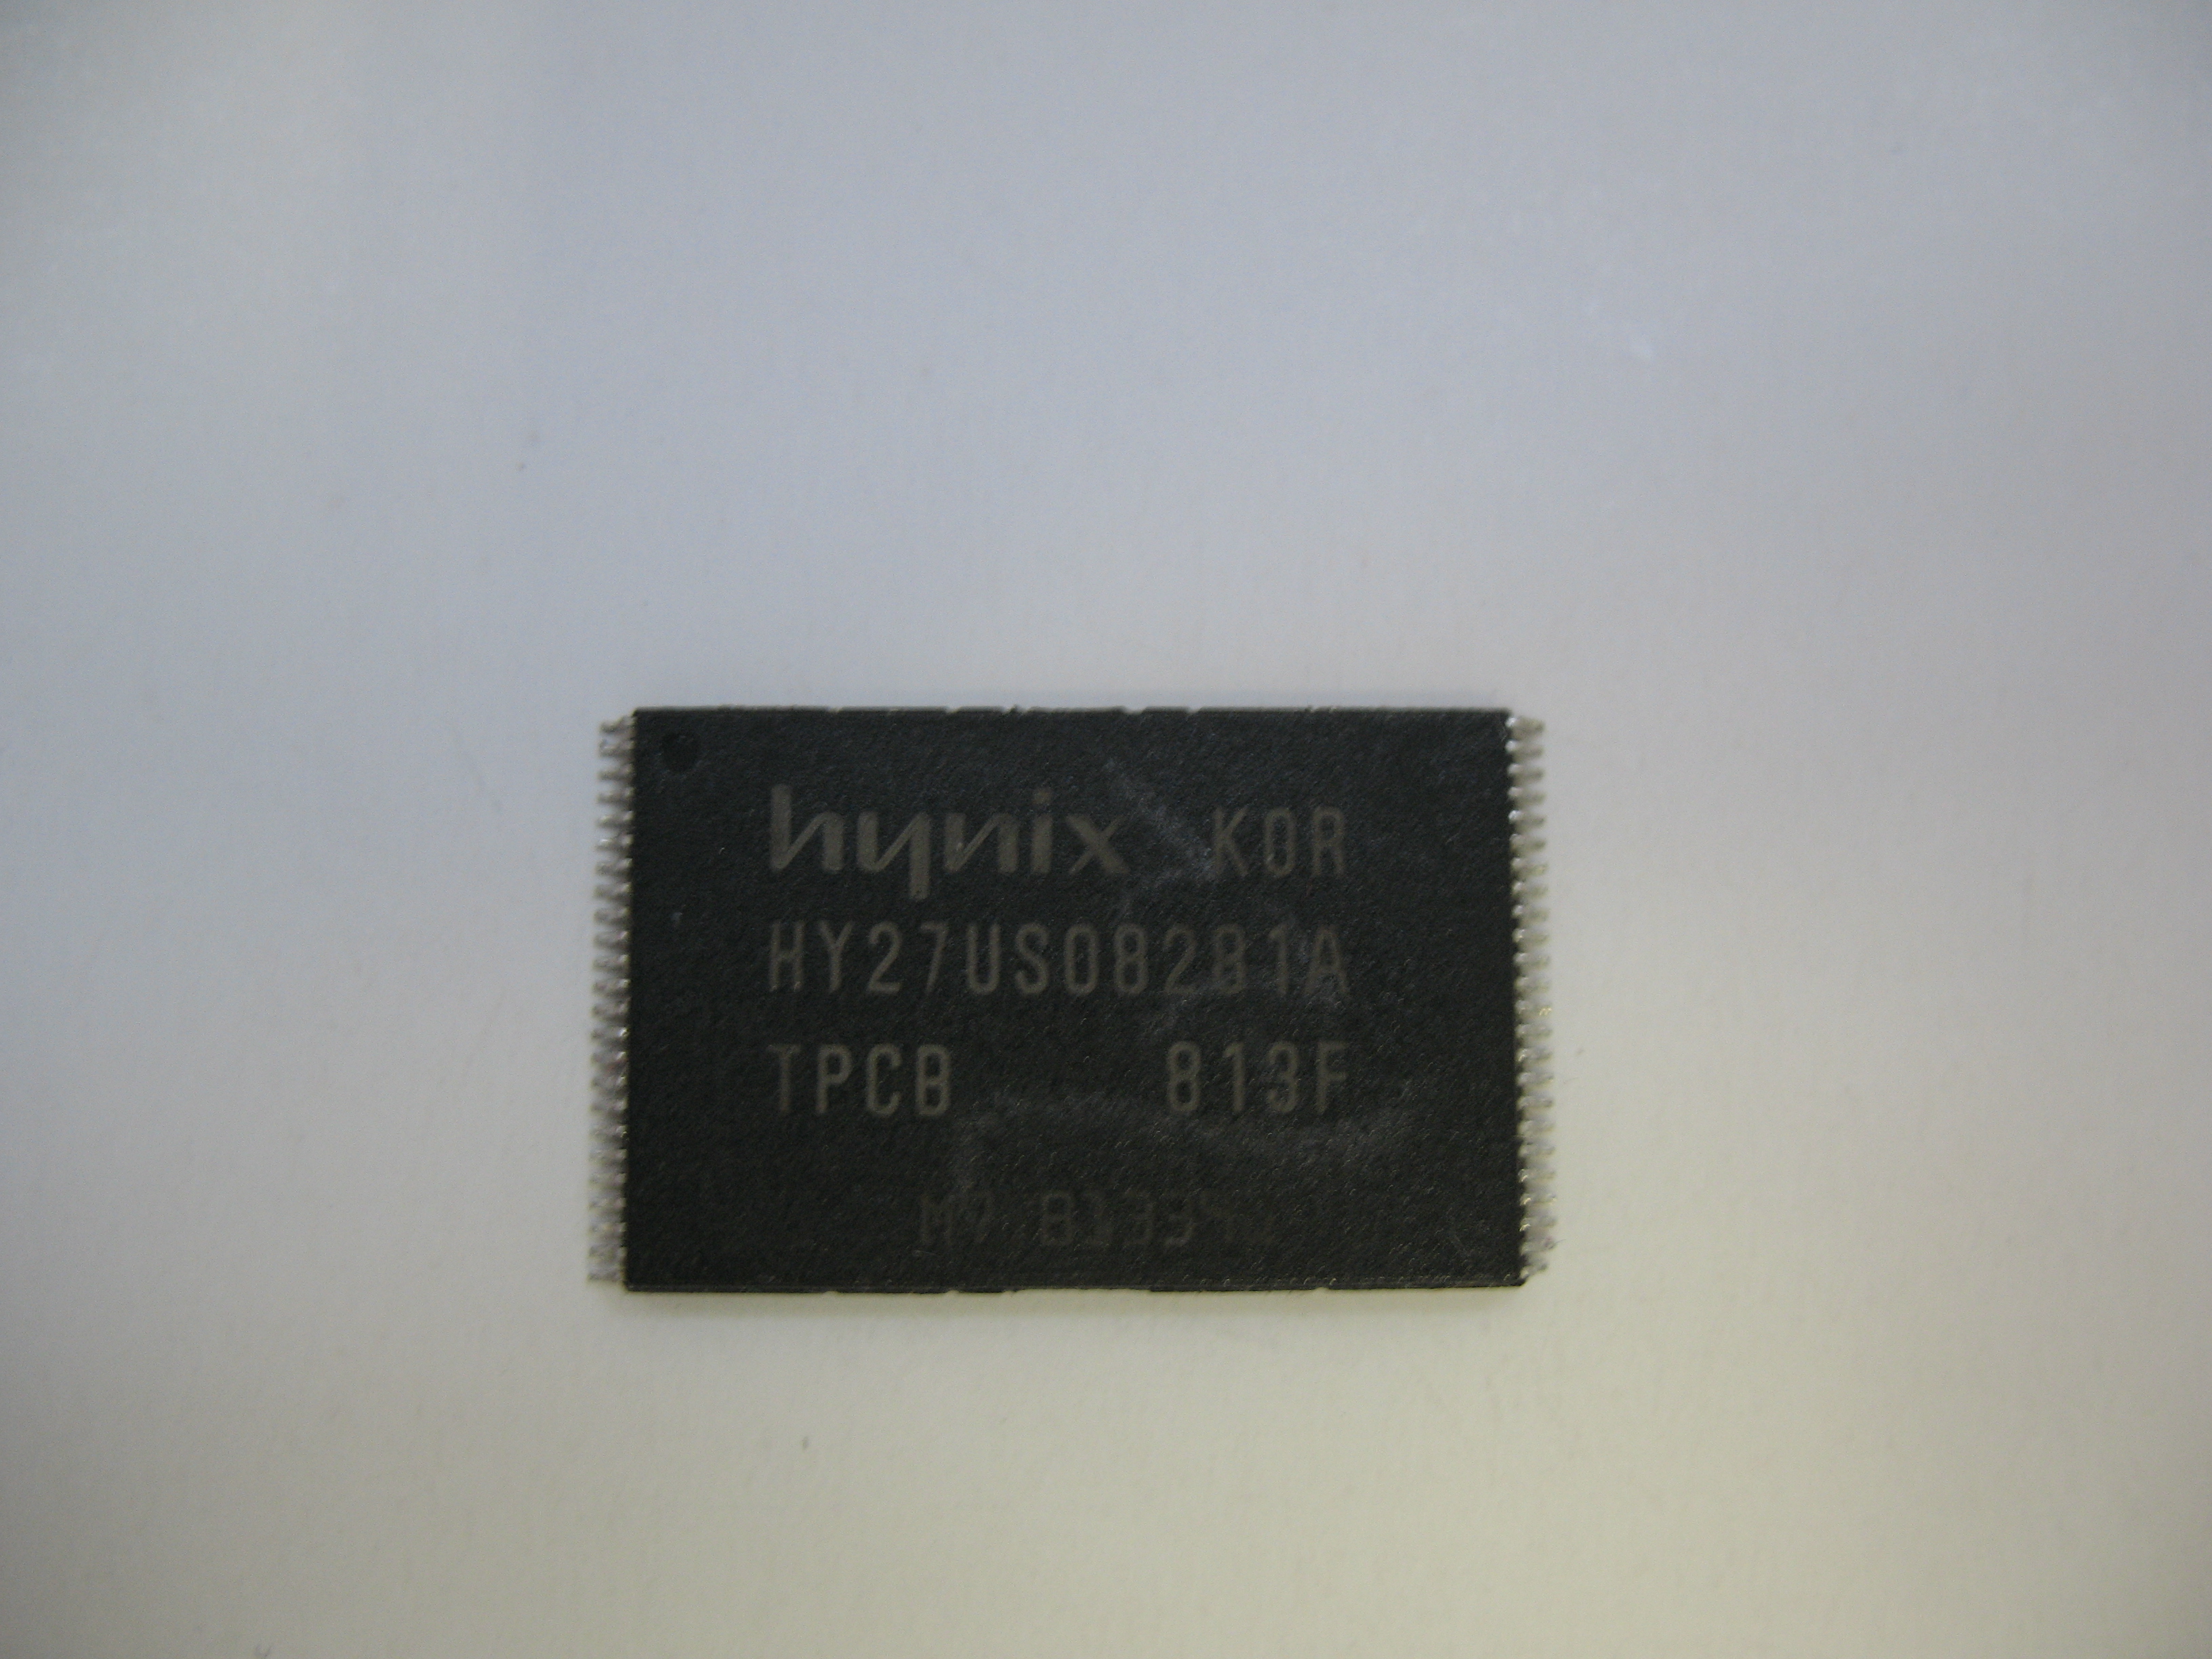 hynix KOR
HY27US08281A
TPCB 813F